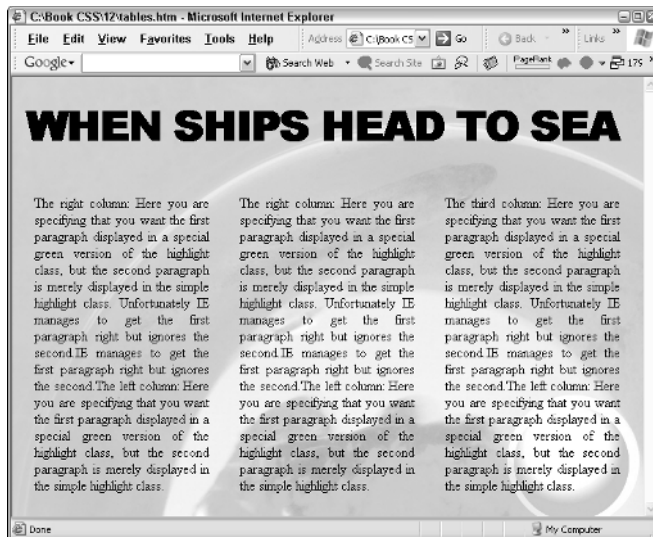 C:\Book CSS\12\tables.htm - Microsoft Internet Explorer
File Edit View Favorites Tools Help Address C:\Book CS Go Back » Links »
Google Search Web Search Site PageRank 179 »
WHEN SHIPS HEAD TO SEA
The right column: Here you are
specifying that you want the first
paragraph displayed in a special
green version of the highlight
class, but the second paragraph
is merely displayed in the simple
highlight class. Unfortunately IE
manages to get the first
paragraph right but ignores the
second.IE manages to get the
first paragraph right but ignores
the second.The left column: Here
you are specifying that you want
the first paragraph displayed in a
special green version of the
highlight class, but the second
paragraph is merely displayed in
the simple highlight class.
The right column: Here you are
specifying that you want the first
paragraph displayed in a special
green version of the highlight
class, but the second paragraph
is merely displayed in the simple
highlight class. Unfortunately IE
manages to get the first
paragraph right but ignores the
second.IE manages to get the
first paragraph right but ignores
the second.The left column: Here
you are specifying that you want
the first paragraph displayed in a
special green version of the
highlight class, but the second
paragraph is merely displayed in
the simple highlight class.
The third column: Here you are
specifying that you want the first
paragraph displayed in a special
green version of the highlight
class, but the second paragraph
is merely displayed in the simple
highlight class. Unfortunately IE
manages to get the first
paragraph right but ignores the
second.IE manages to get the
first paragraph right but ignores
the second.The left column: Here
you are specifying that you want
the first paragraph displayed in a
special green version of the
highlight class, but the second
paragraph is merely displayed in
the simple highlight class.
Done My Computer